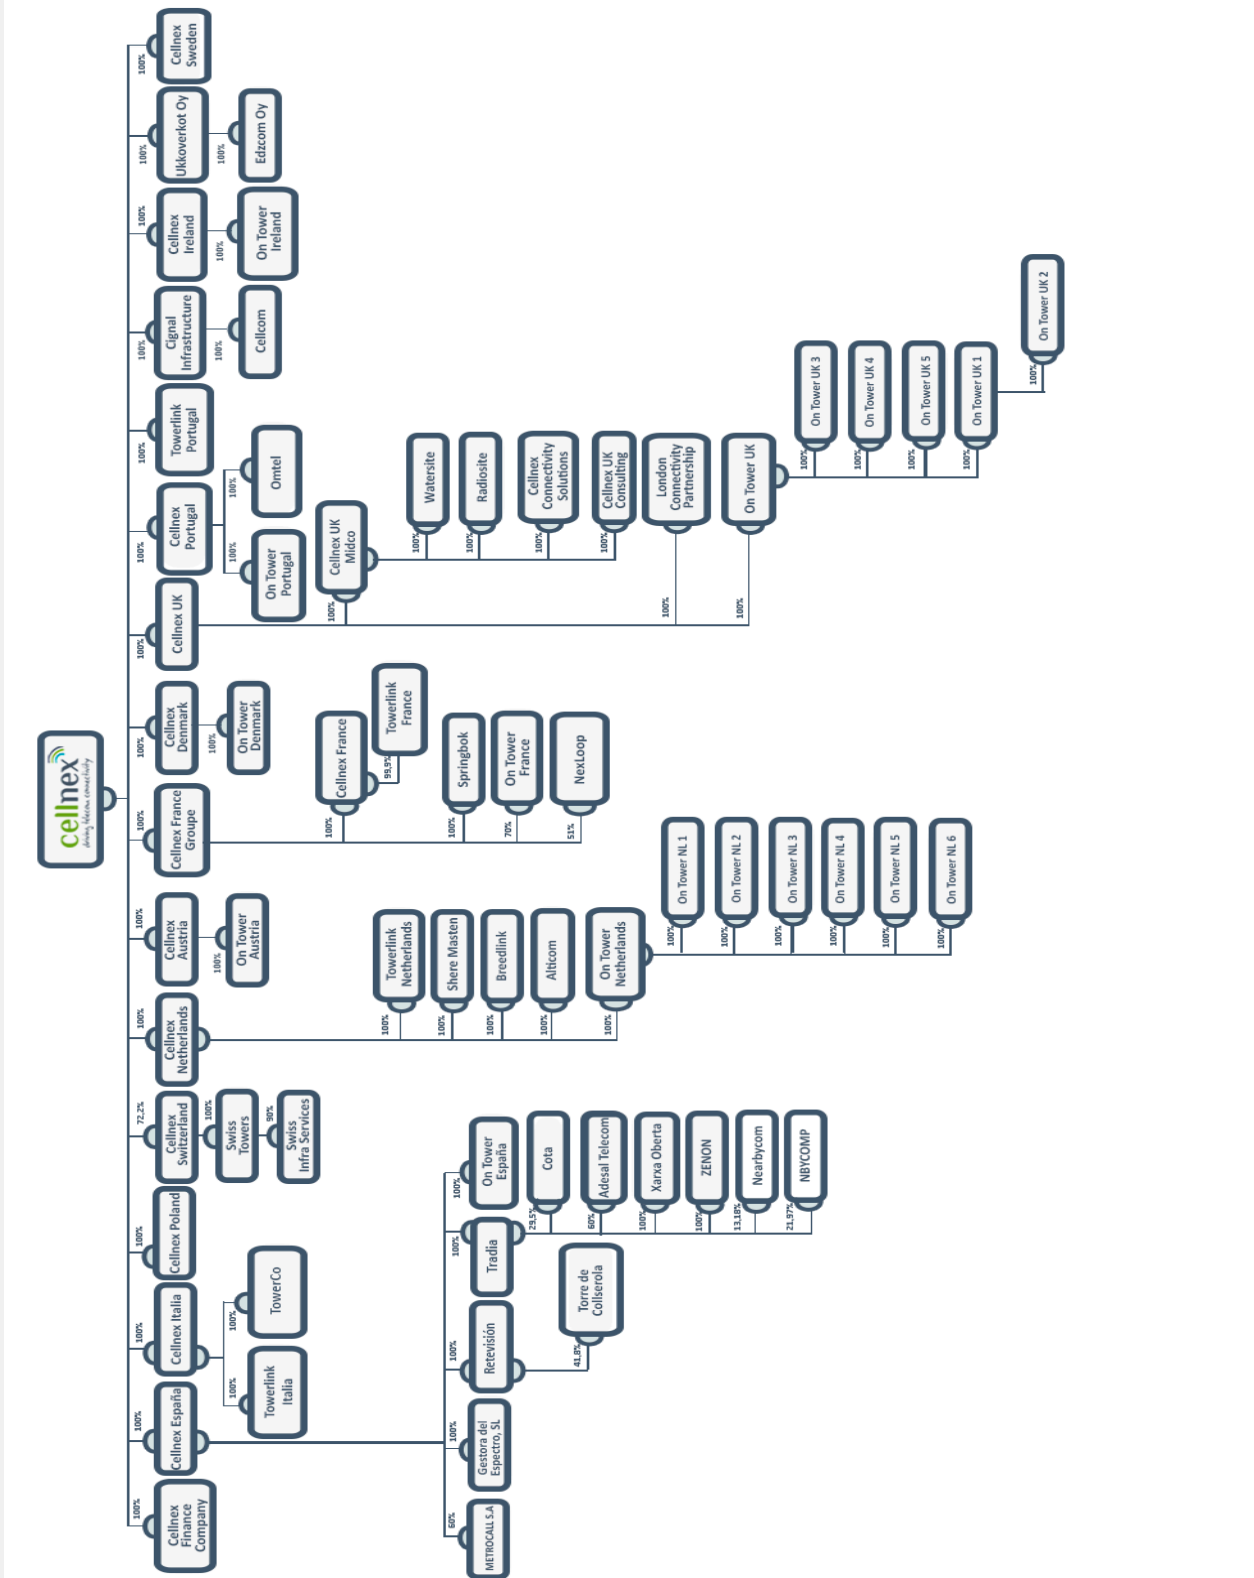 cellnex
driving telecom connectivity
100%
Cellnex
Finance
Company
100%
Cellnex España
100%
Cellnex Italia
100%
Cellnex Poland
72,2%
Cellnex
Switzerland
100%
Cellnex
Netherlands
100%
Cellnex
Austria
100%
Cellnex France
Groupe
100%
Cellnex
Denmark
100%
Cellnex UK
100%
Cellnex
Portugal
100%
Towerlink
Portugal
100%
Cignal
Infrastructure
100%
Cellnex
Ireland
100%
Ukkoverkot Oy
100%
Cellnex
Sweden
60%
METROCALL S.A
100%
Gestora del
Espectro, SL
100%
Retevisión
41,8%
Torre de
Collserola
100%
Tradia
29,5%
Cota
60%
Adesal Telecom
100%
Xarxa Oberta
100%
ZENON
13,18%
Nearbycom
21,97%
NBYCOMP
100%
On Tower
España
100%
Towerlink
Italia
100%
TowerCo
100%
Swiss
Towers
90%
Swiss
Infra Services
100%
Towerlink
Netherlands
100%
Shere Masten
100%
Breedlink
100%
Alticom
100%
On Tower
Netherlands
100%
On Tower NL 1
100%
On Tower NL 2
100%
On Tower NL 3
100%
On Tower NL 4
100%
On Tower NL 5
100%
On Tower NL 6
100%
On Tower
Austria
100%
Cellnex France
99,9%
Towerlink
France
100%
Springbok
70%
On Tower
France
51%
NexLoop
100%
On Tower
Denmark
100%
Cellnex UK
Midco
100%
Watersite
100%
Radiosite
100%
Cellnex
Connectivity
Solutions
100%
Cellnex UK
Consulting
100%
London
Connectivity
Partnership
100%
On Tower UK
100%
On Tower UK 3
100%
On Tower UK 4
100%
On Tower UK 5
100%
On Tower UK 1
100%
On Tower UK 2
100%
On Tower
Portugal
100%
Omtel
100%
Cellcom
100%
On Tower
Ireland
100%
Edzcom Oy